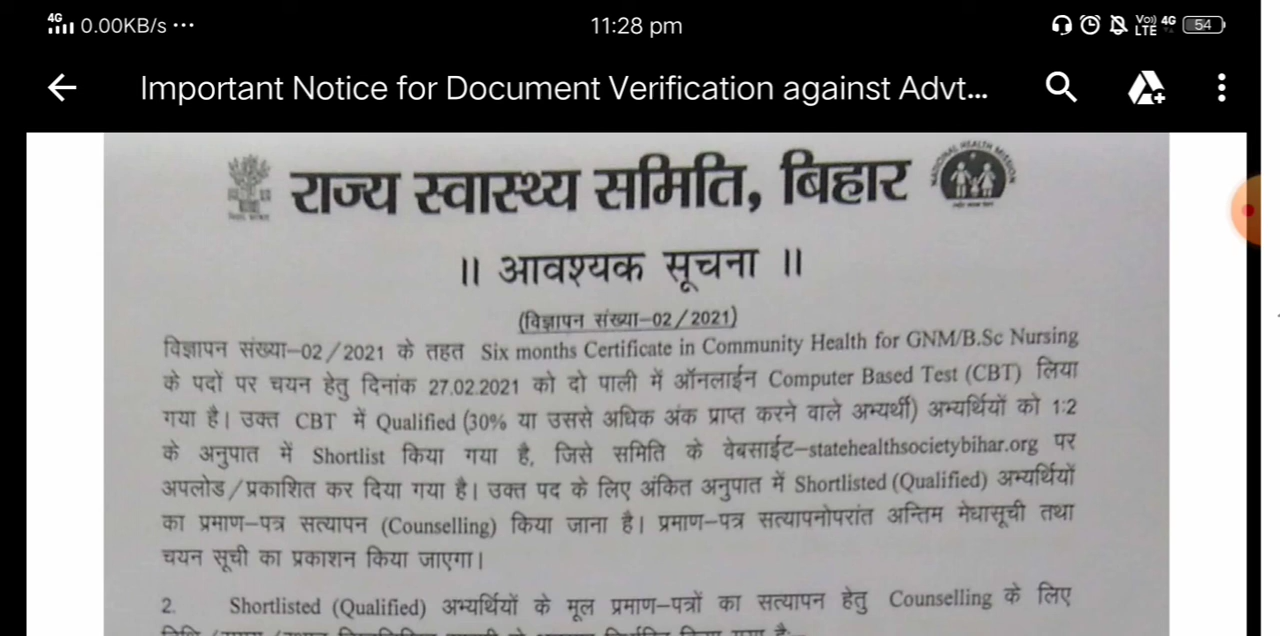 4G 0.00KB/s ... 11:28 pm Vo)) LTE 4G 54
Important Notice for Document Verification against Advt...
राज्य स्वास्थ्य समिति, बिहार
NATIONAL HEALTH MISSION
॥ आवश्यक सूचना ॥
(विज्ञापन संख्या-02/2021)
विज्ञापन संख्या-02/2021 के तहत Six months Certificate in Community Health for GNM/B.Sc Nursing
के पदों पर चयन हेतु दिनांक 27.02.2021 को दो पाली में ऑनलाईन Computer Based Test (CBT) लिया
गया है। उक्त CBT में Qualified (30% या उससे अधिक अंक प्राप्त करने वाले अभ्यर्थी) अभ्यर्थियों को 1:2
के अनुपात में Shortlist किया गया है, जिसे समिति के वेबसाईट-statehealthsocietybihar.org पर
अपलोड/प्रकाशित कर दिया गया है। उक्त पद के लिए अंकित अनुपात में Shortlisted (Qualified) अभ्यर्थियों
का प्रमाण-पत्र सत्यापन (Counselling) किया जाना है। प्रमाण-पत्र सत्यापनोपरांत अन्तिम मेधासूची तथा
चयन सूची का प्रकाशन किया जाएगा।
2. Shortlisted (Qualified) अभ्यर्थियों के मूल प्रमाण-पत्रों का सत्यापन हेतु Counselling के लिए